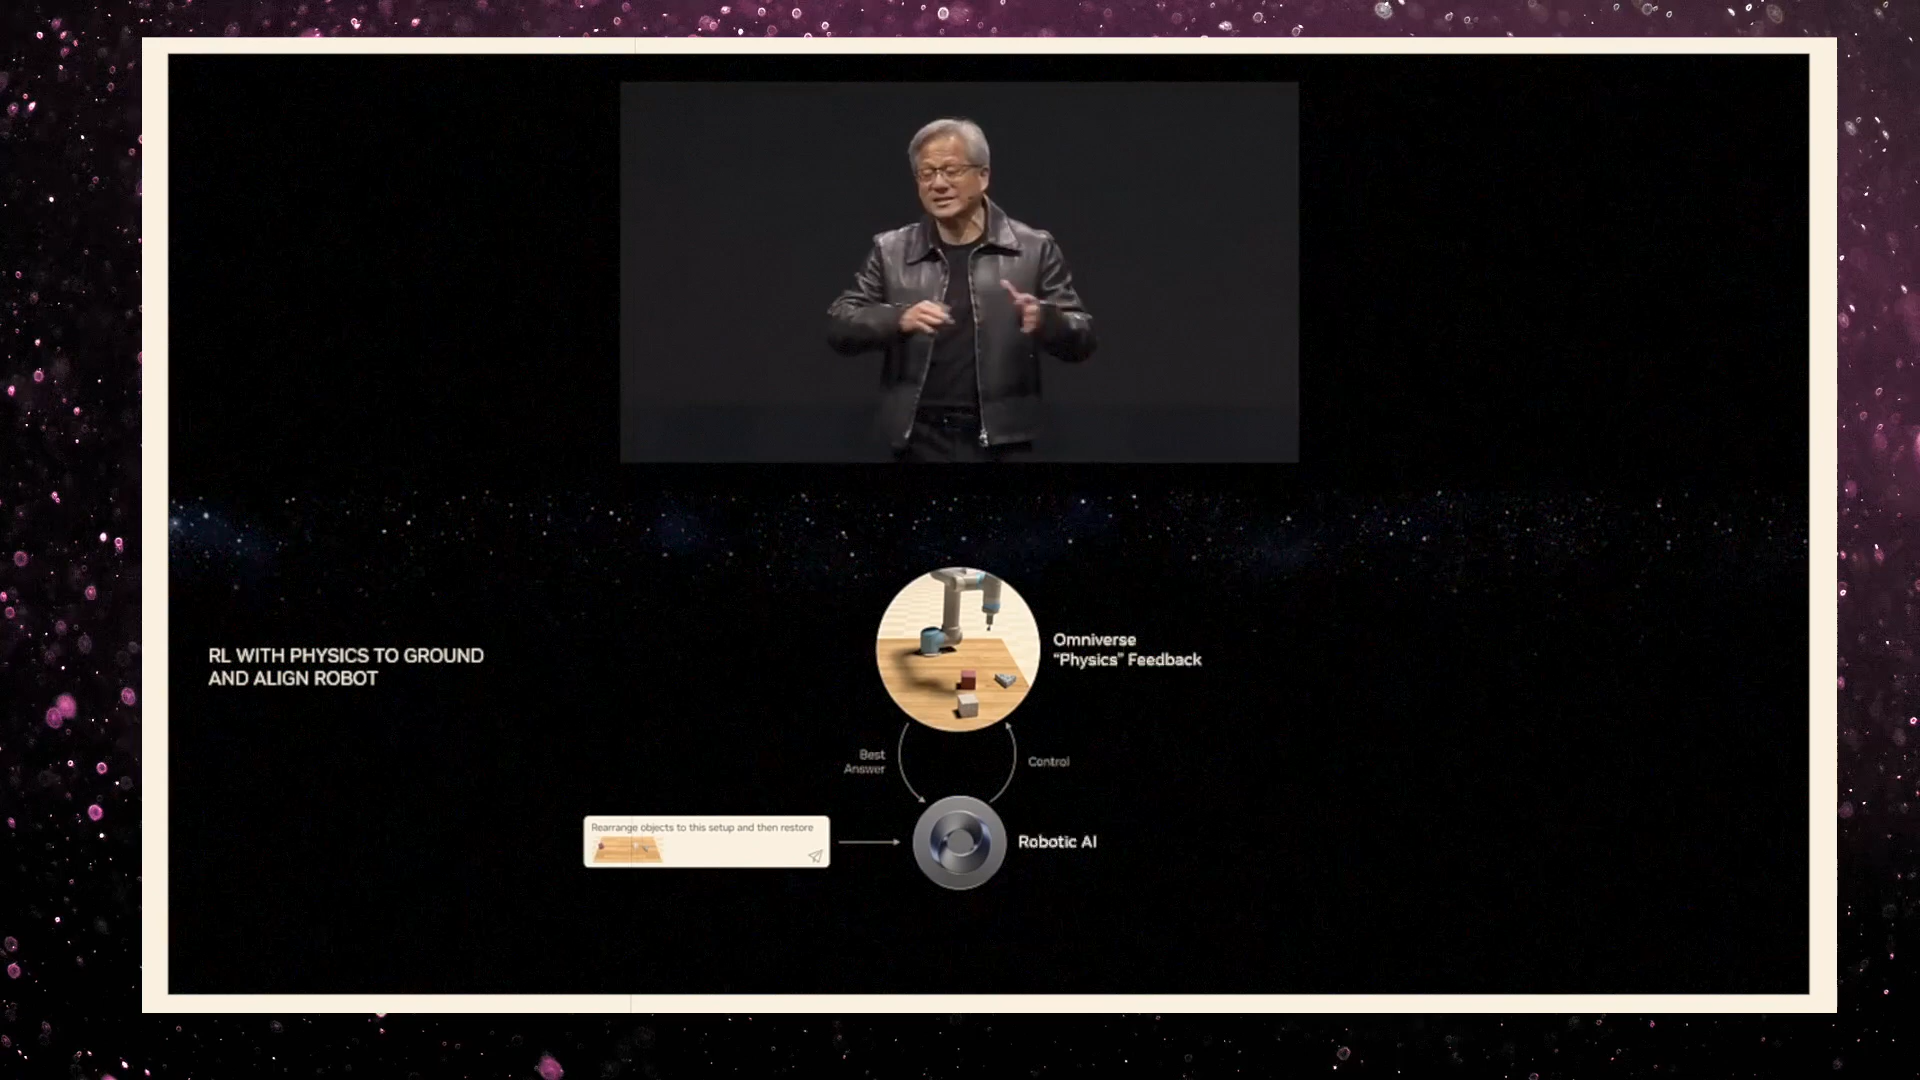 RL WITH PHYSICS TO GROUND
AND ALIGN ROBOT
Omniverse
“Physics” Feedback
Best
Answer
Control
Rearrange objects to this setup and then restore
Robotic AI